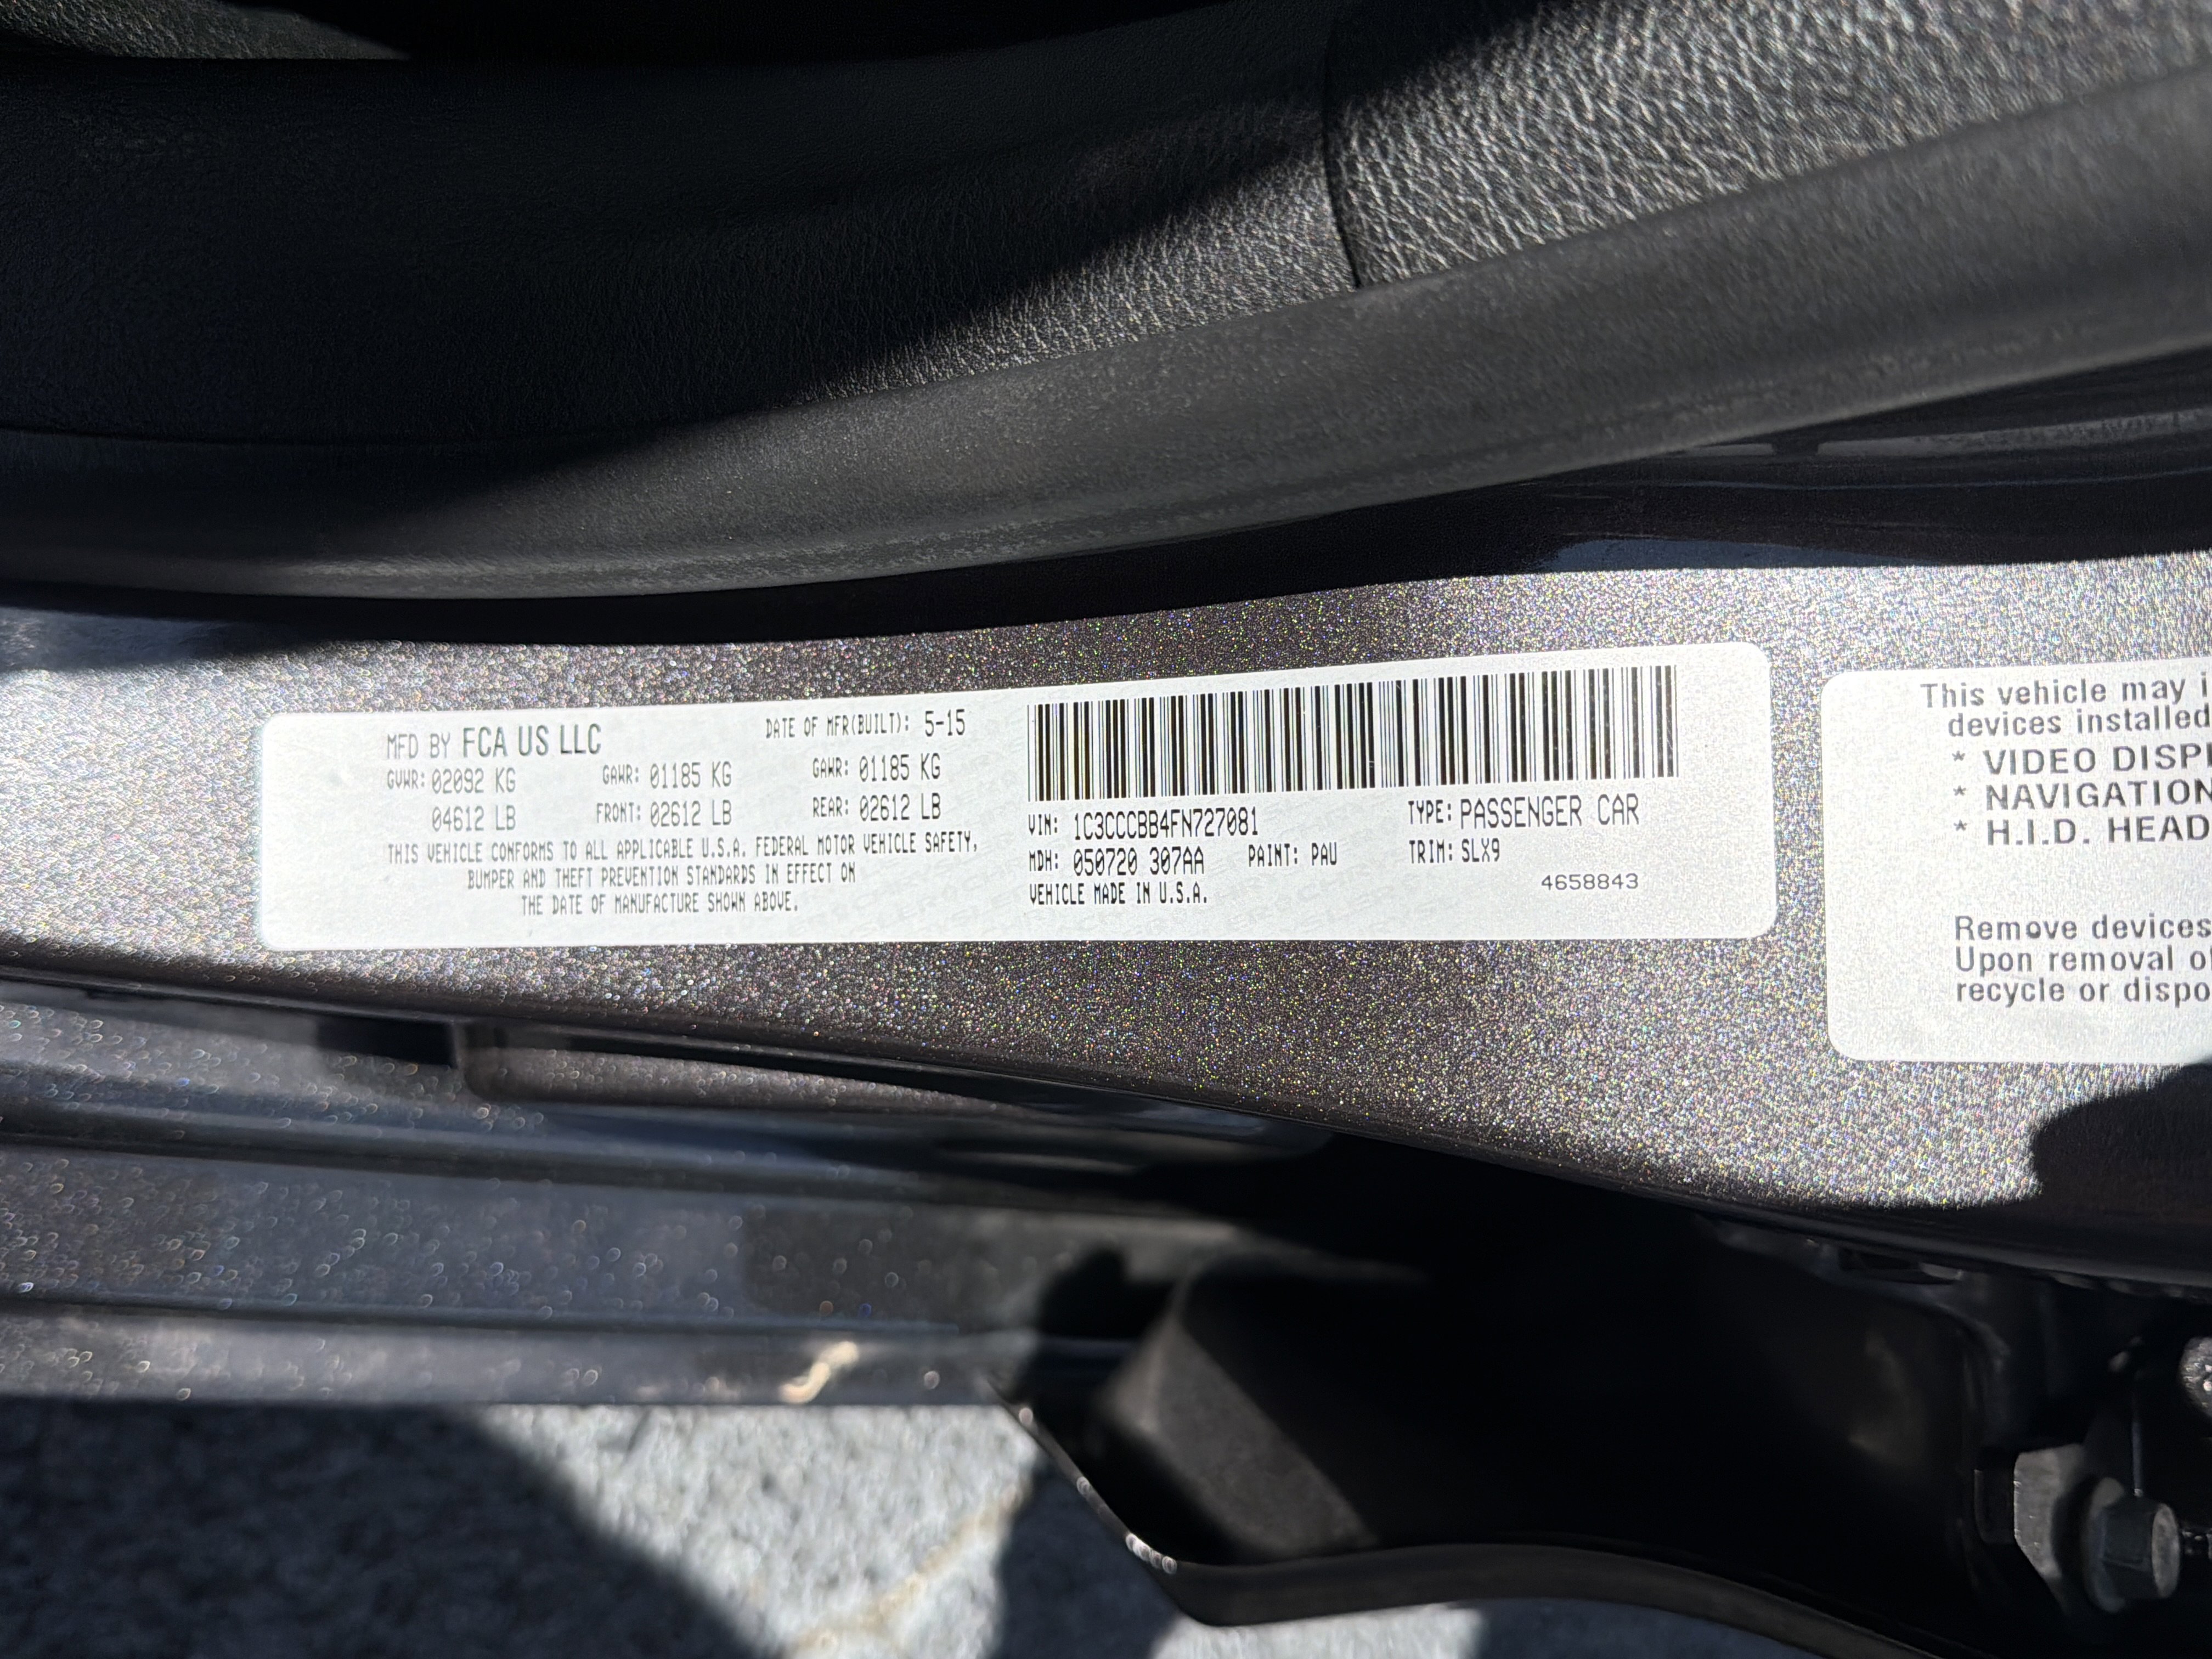 MFD BY FCA US LLC
DATE OF MFR(BUILT): 5-15
GVWR: 02092 KG
GAWR: 01185 KG
GAWR: 01185 KG
04612 LB
FRONT: 02612 LB
REAR: 02612 LB
THIS VEHICLE CONFORMS TO ALL APPLICABLE U.S.A. FEDERAL MOTOR VEHICLE SAFETY,
BUMPER AND THEFT PREVENTION STANDARDS IN EFFECT ON
THE DATE OF MANUFACTURE SHOWN ABOVE.
VIN: 1C3CCCBB4FN727081
TYPE: PASSENGER CAR
MDH: 050720 307AA
PAINT: PAU
TRIM: SLX9
VEHICLE MADE IN U.S.A.
4658843
This vehicle may
devices installed
* VIDEO
* NAVIGATION
* H.I.D. HEAD
Remove devices
Upon removal of
recycle or